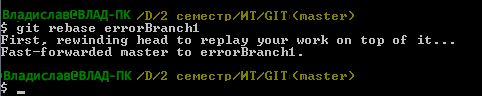 Владислав@ВЛАД-ПК /D/2 семестр/ИТ/GIT (master)
$ git rebase errorBranch1
First, rewinding head to replay your work on top of it...
Fast-forwarded master to errorBranch1.
Владислав@ВЛАД-ПК /D/2 семестр/ИТ/GIT (master)
$ _